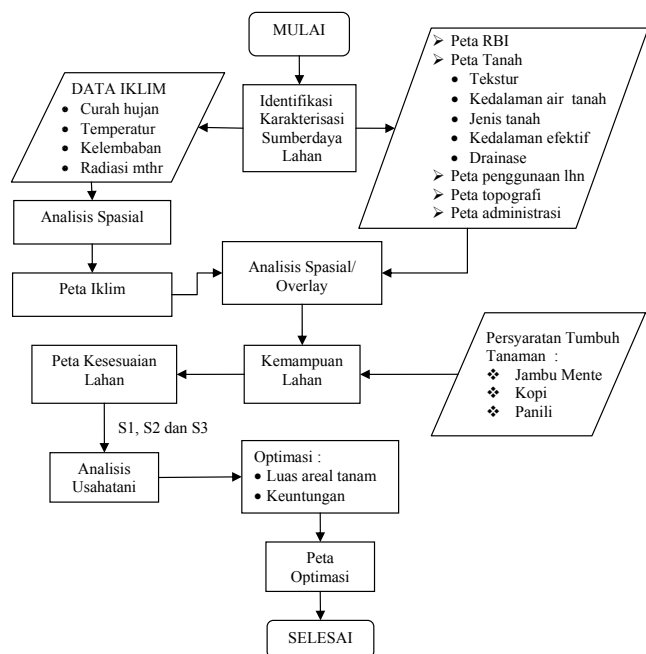 MULAI
DATA IKLIM
• Curah hujan
• Temperatur
• Kelembaban
• Radiasi mthr
Identifikasi
Karakterisasi
Sumberdaya
Lahan
➢ Peta RBI
➢ Peta Tanah
• Tekstur
• Kedalaman air tanah
• Jenis tanah
• Kedalaman efektif
• Drainase
➢ Peta penggunaan lhn
➢ Peta topografi
➢ Peta administrasi
Analisis Spasial
Peta Iklim
Analisis Spasial/
Overlay
Peta Kesesuaian
Lahan
Kemampuan
Lahan
Persyaratan Tumbuh
Tanaman :
❖ Jambu Mente
❖ Kopi
❖ Panili
S1, S2 dan S3
Analisis
Usahatani
Optimasi :
• Luas areal tanam
• Keuntungan
Peta
Optimasi
SELESAI